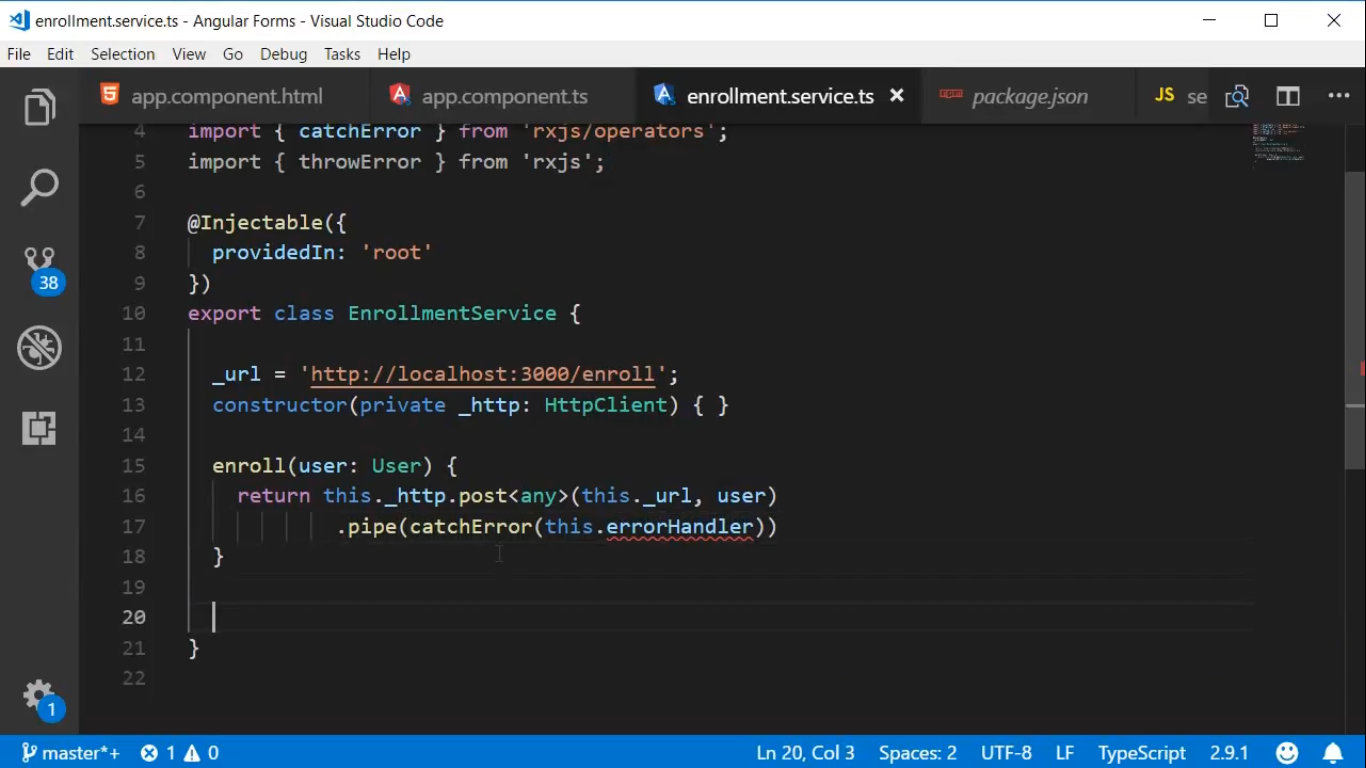 enrollment.service.ts - Angular Forms - Visual Studio Code
File Edit Selection View Go Debug Tasks Help
app.component.html app.component.ts enrollment.service.ts package.json JS se
4 import { catchError } from 'rxjs/operators';
5 import { throwError } from 'rxjs';
6
7 @Injectable({
8 providedIn: 'root'
9 })
10 export class EnrollmentService {
11
12 _url = 'http://localhost:3000/enroll';
13 constructor(private _http: HttpClient) { }
14
15 enroll(user: User) {
16 return this._http.post<any>(this._url, user)
17 .pipe(catchError(this.errorHandler))
18 }
19
20
21 }
22
38
1
master*+ 1 0 Ln 20, Col 3 Spaces: 2 UTF-8 LF TypeScript 2.9.1